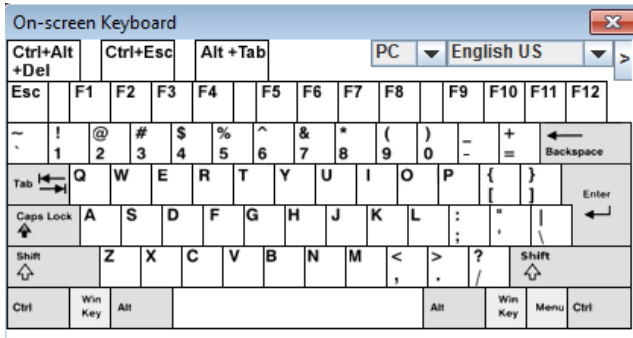 On-screen Keyboard
Ctrl+Alt +Del Ctrl+Esc Alt +Tab PC English US >
Esc F1 F2 F3 F4 F5 F6 F7 F8 F9 F10 F11 F12
~ ! @ # $ % ^ & * ( ) _ +
` 1 2 3 4 5 6 7 8 9 0 - = Backspace
Tab Q W E R T Y U I O P { }
[ ] Enter
Caps Lock A S D F G H J K L : " |
; ' \
Shift Z X C V B N M < > ? Shift
, . /
Ctrl Win Key Alt Alt Win Key Menu Ctrl